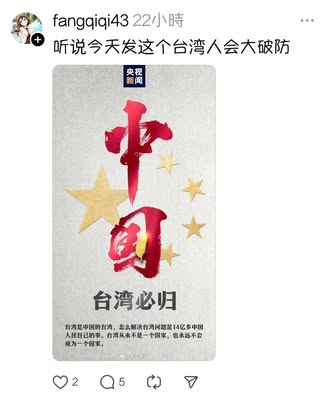 fangqiqi43 22小時
听说今天发这个台湾人会大破防
央视
新闻
中
国
台湾必归
台湾是中国的台湾，怎么解决台湾问题是14亿多中国
人民自己的事。台湾从来不是一个国家，也永远不会
成为一个国家。
2 5